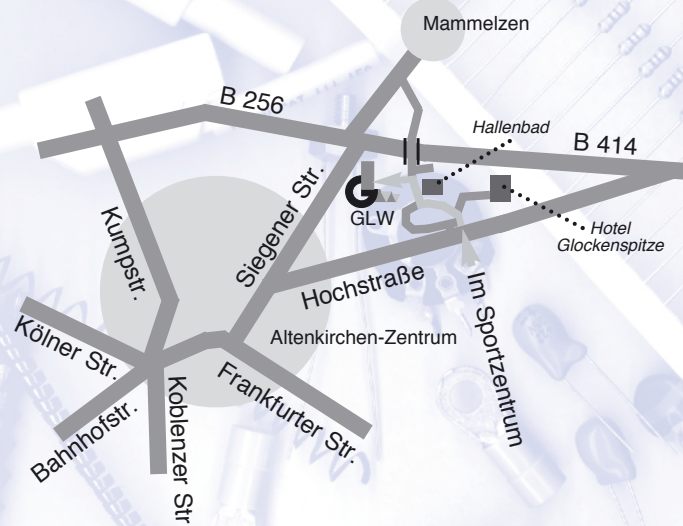 Mammelzen
B 256
Hallenbad
B 414
GLW
Hotel
Glockenspitze
Kumpstr.
Siegener Str.
Hochstraße
Im Sportzentrum
Altenkirchen-Zentrum
Kölner Str.
Frankfurter Str.
Bahnhofstr.
Koblenzer Str